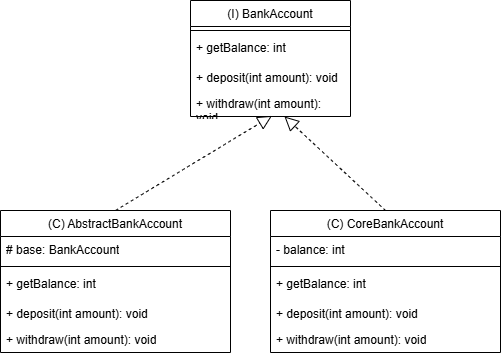 (I) BankAccount
+ getBalance: int
+ deposit(int amount): void
+ withdraw(int amount):
void
(C) AbstractBankAccount
# base: BankAccount
+ getBalance: int
+ deposit(int amount): void
+ withdraw(int amount): void
(C) CoreBankAccount
- balance: int
+ getBalance: int
+ deposit(int amount): void
+ withdraw(int amount): void